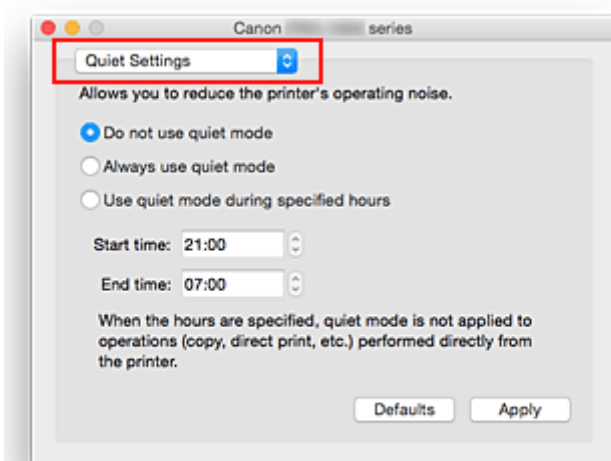 Canon series
Quiet Settings
Allows you to reduce the printer's operating noise.
Do not use quiet mode
Always use quiet mode
Use quiet mode during specified hours
Start time: 21:00
End time: 07:00
When the hours are specified, quiet mode is not applied to
operations (copy, direct print, etc.) performed directly from
the printer.
Defaults Apply